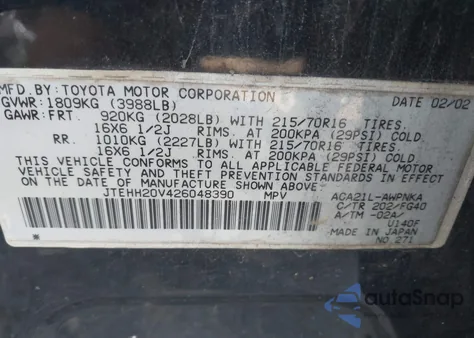 MFD. BY: TOYOTA MOTOR CORPORATION DATE 02/02
GVWR: 1809KG (3988LB)
GAWR: FRT. 920KG (2028LB) WITH 215/70R16 TIRES.
16X6 1/2J RIMS. AT 200KPA (29PSI) COLD.
RR. 1010KG (2227LB) WITH 215/70R16 TIRES.
16X6 1/2J RIMS. AT 200KPA (29PSI) COLD.
THIS VEHICLE CONFORMS TO ALL APPLICABLE FEDERAL MOTOR
VEHICLE SAFETY STANDARDS IN EFFECT ON THE DATE OF
MANUFACTURE SHOWN ABOVE.
JTEHH20V426048390 MPV
ACA21L-AWPNKA
C/TR 202/FG40
A/TM -02A/
U140F
MADE IN JAPAN
NO. 271
autoSnap